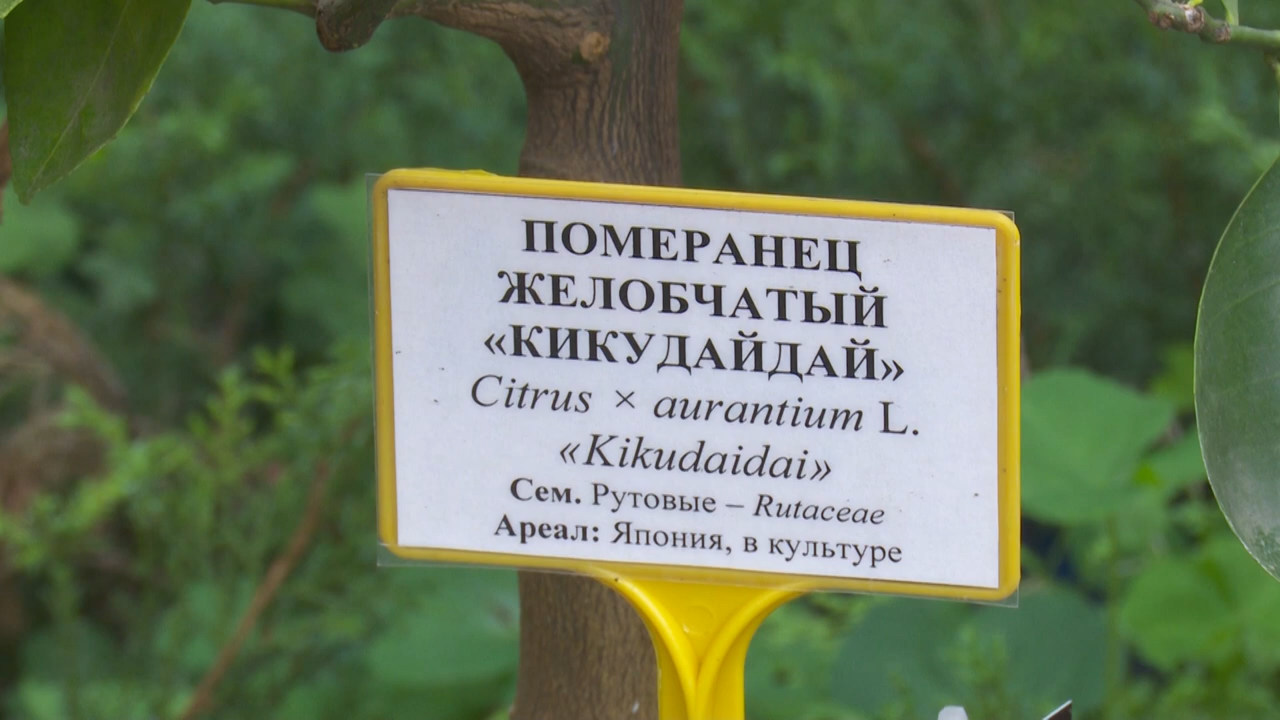 ПОМЕРАНЕЦ
ЖЕЛОБЧАТЫЙ
«КИКУДАЙДАЙ»
Citrus × aurantium L.
«Kikudaidai»
Сем. Рутовые – Rutaceae
Ареал: Япония, в культуре